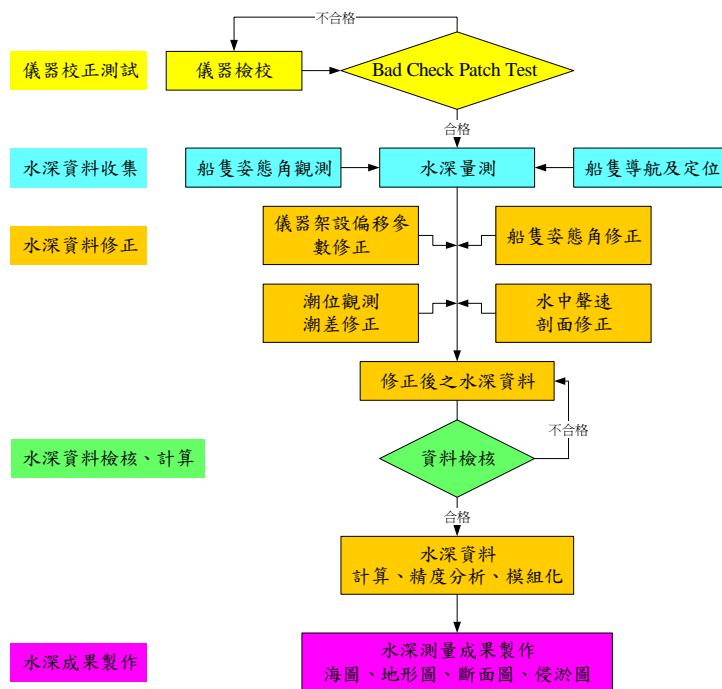 不合格
儀器校正測試
儀器檢校
Bad Check Patch Test
合格
水深資料收集
船隻姿態角觀測
水深量測
船隻導航及定位
水深資料修正
儀器架設偏移參
數修正
船隻姿態角修正
潮位觀測
潮差修正
水中聲速
剖面修正
修正後之水深資料
不合格
水深資料檢核、計算
資料檢核
合格
水深資料
計算、精度分析、模組化
水深成果製作
水深測量成果製作
海圖、地形圖、斷面圖、侵淤圖